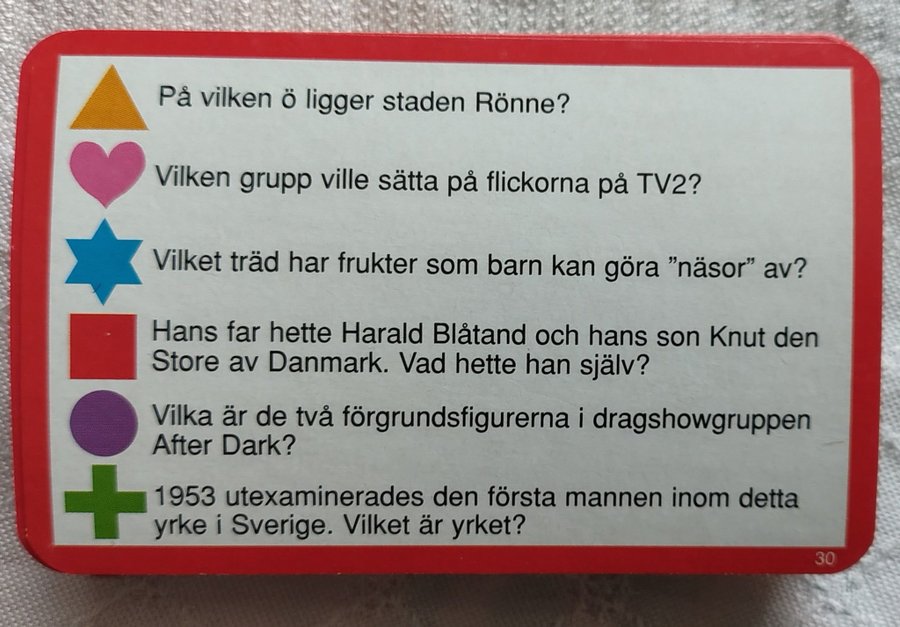 På vilken ö ligger staden Rönne?
Vilken grupp ville sätta på flickorna på TV2?
Vilket träd har frukter som barn kan göra ”näsor” av?
Hans far hette Harald Blåtand och hans son Knut den
Store av Danmark. Vad hette han själv?
Vilka är de två förgrundsfigurerna i dragshowgruppen
After Dark?
1953 utexaminerades den första mannen inom detta
yrke i Sverige. Vilket är yrket?
30